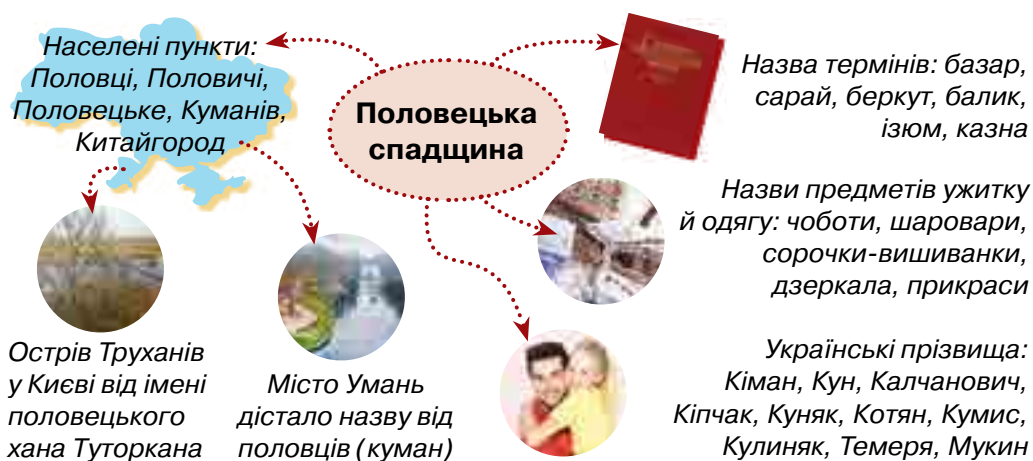 Населені пункти:
Половці, Половичі,
Половецьке, Куманів,
Китайгород
Половецька
спадщина
Назва термінів: базар,
сарай, беркут, балик,
ізюм, казна
Назви предметів ужитку
й одягу: чоботи, шаровари,
сорочки-вишиванки,
дзеркала, прикраси
Острів Труханів
у Києві від імені
половецького
хана Туторкана
Місто Умань
дістало назву від
половців (куман)
Українські прізвища:
Кіман, Кун, Калчанович,
Кіпчак, Куняк, Котян, Кумис,
Кулиняк, Темеря, Мукин